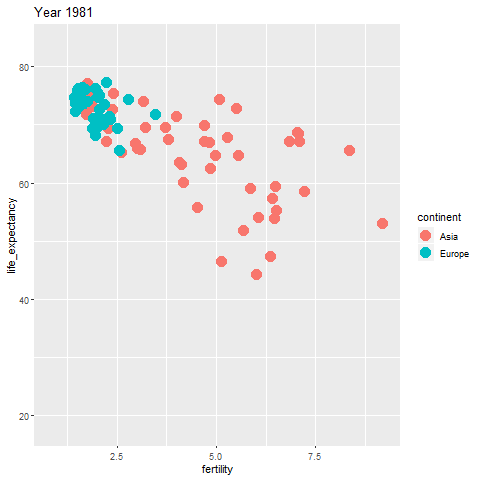 Year 1981
80
60
40
20
life_expectancy
2.5
5.0
7.5
fertility
continent
Asia
Europe